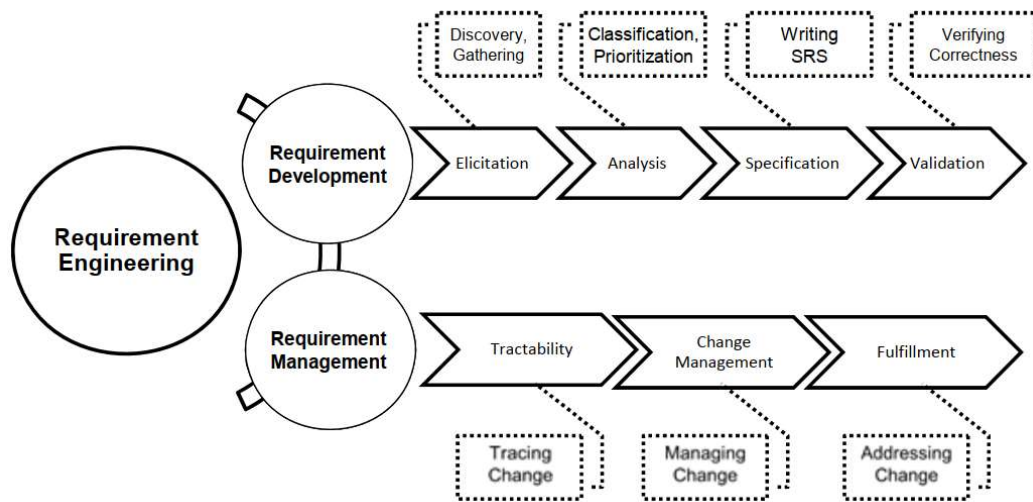 Discovery,
Gathering
Classification,
Prioritization
Writing
SRS
Verifying
Correctness
Requirement
Development
Elicitation
Analysis
Specification
Validation
Requirement
Engineering
Requirement
Management
Tractability
Change
Management
Fulfillment
Tracing
Change
Managing
Change
Addressing
Change